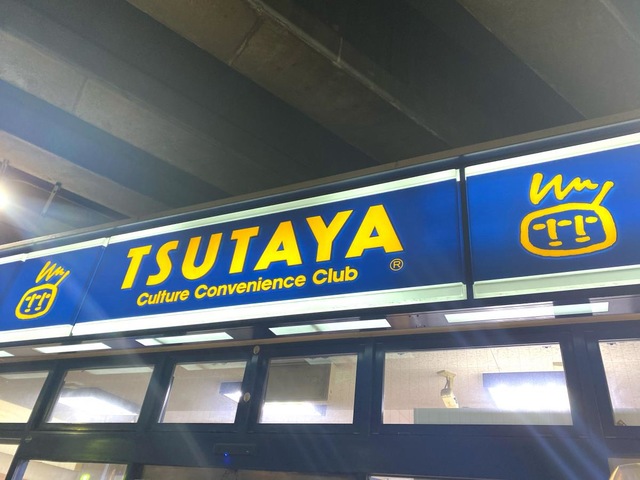 TSUTAYA
Culture Convenience Club
®